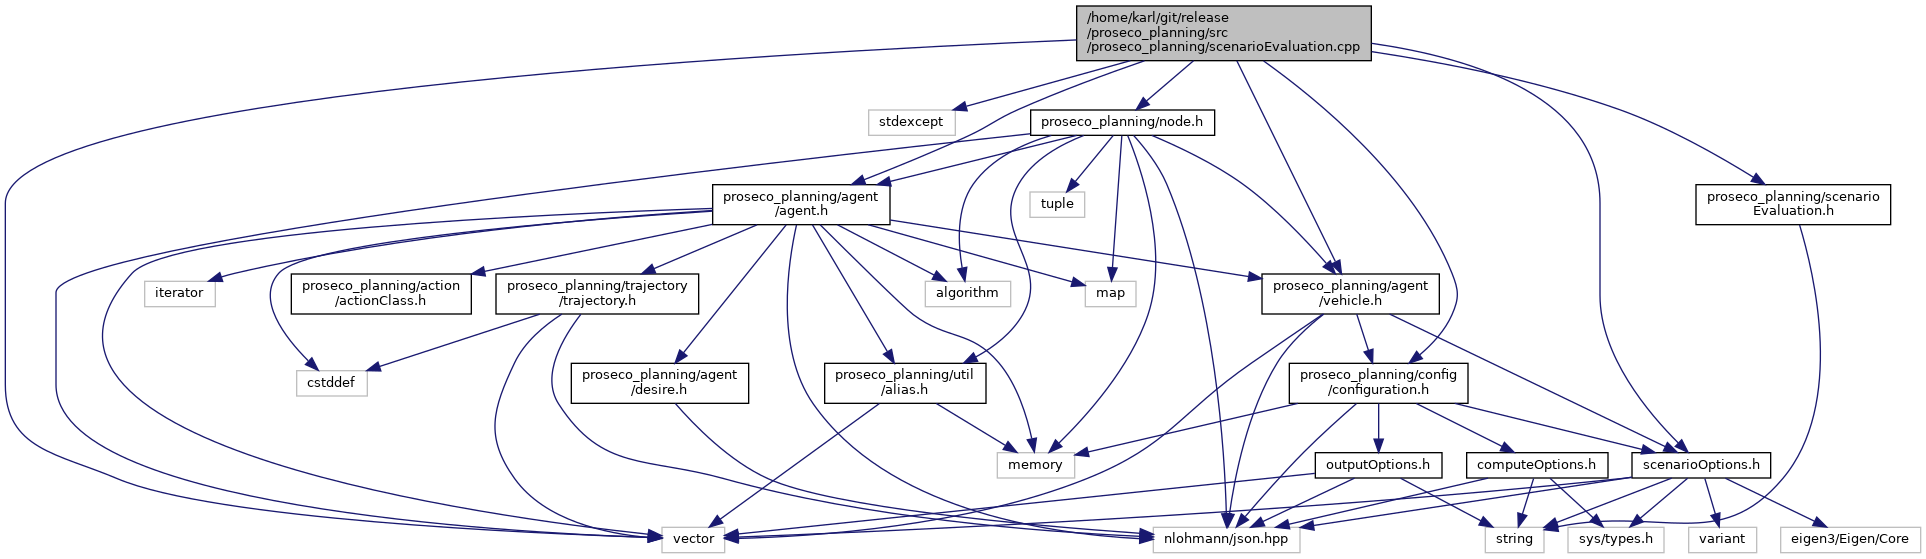 /home/karl/git/release
/proseco_planning/src
/proseco_planning/scenarioEvaluation.cpp
stdexcept
proseco_planning/node.h
proseco_planning/agent
/agent.h
tuple
proseco_planning/scenario
Evaluation.h
iterator
proseco_planning/action
/actionClass.h
proseco_planning/trajectory
/trajectory.h
algorithm
map
proseco_planning/agent
/vehicle.h
cstddef
proseco_planning/agent
/desire.h
proseco_planning/util
/alias.h
proseco_planning/config
/configuration.h
memory
outputOptions.h
computeOptions.h
scenarioOptions.h
vector
nlohmann/json.hpp
string
sys/types.h
variant
eigen3/Eigen/Core